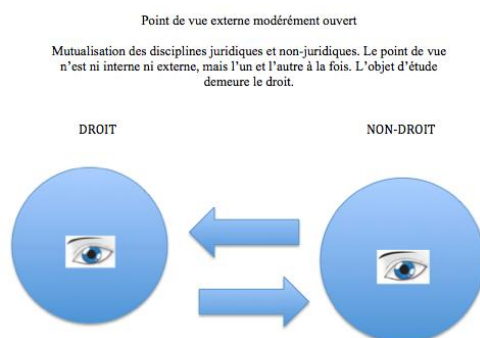 Point de vue externe modérément ouvert
Mutualisation des disciplines juridiques et non-juridiques. Le point de vue
n'est ni interne ni externe, mais l'un et l'autre à la fois. L'objet d'étude
demeure le droit.
DROIT
NON-DROIT